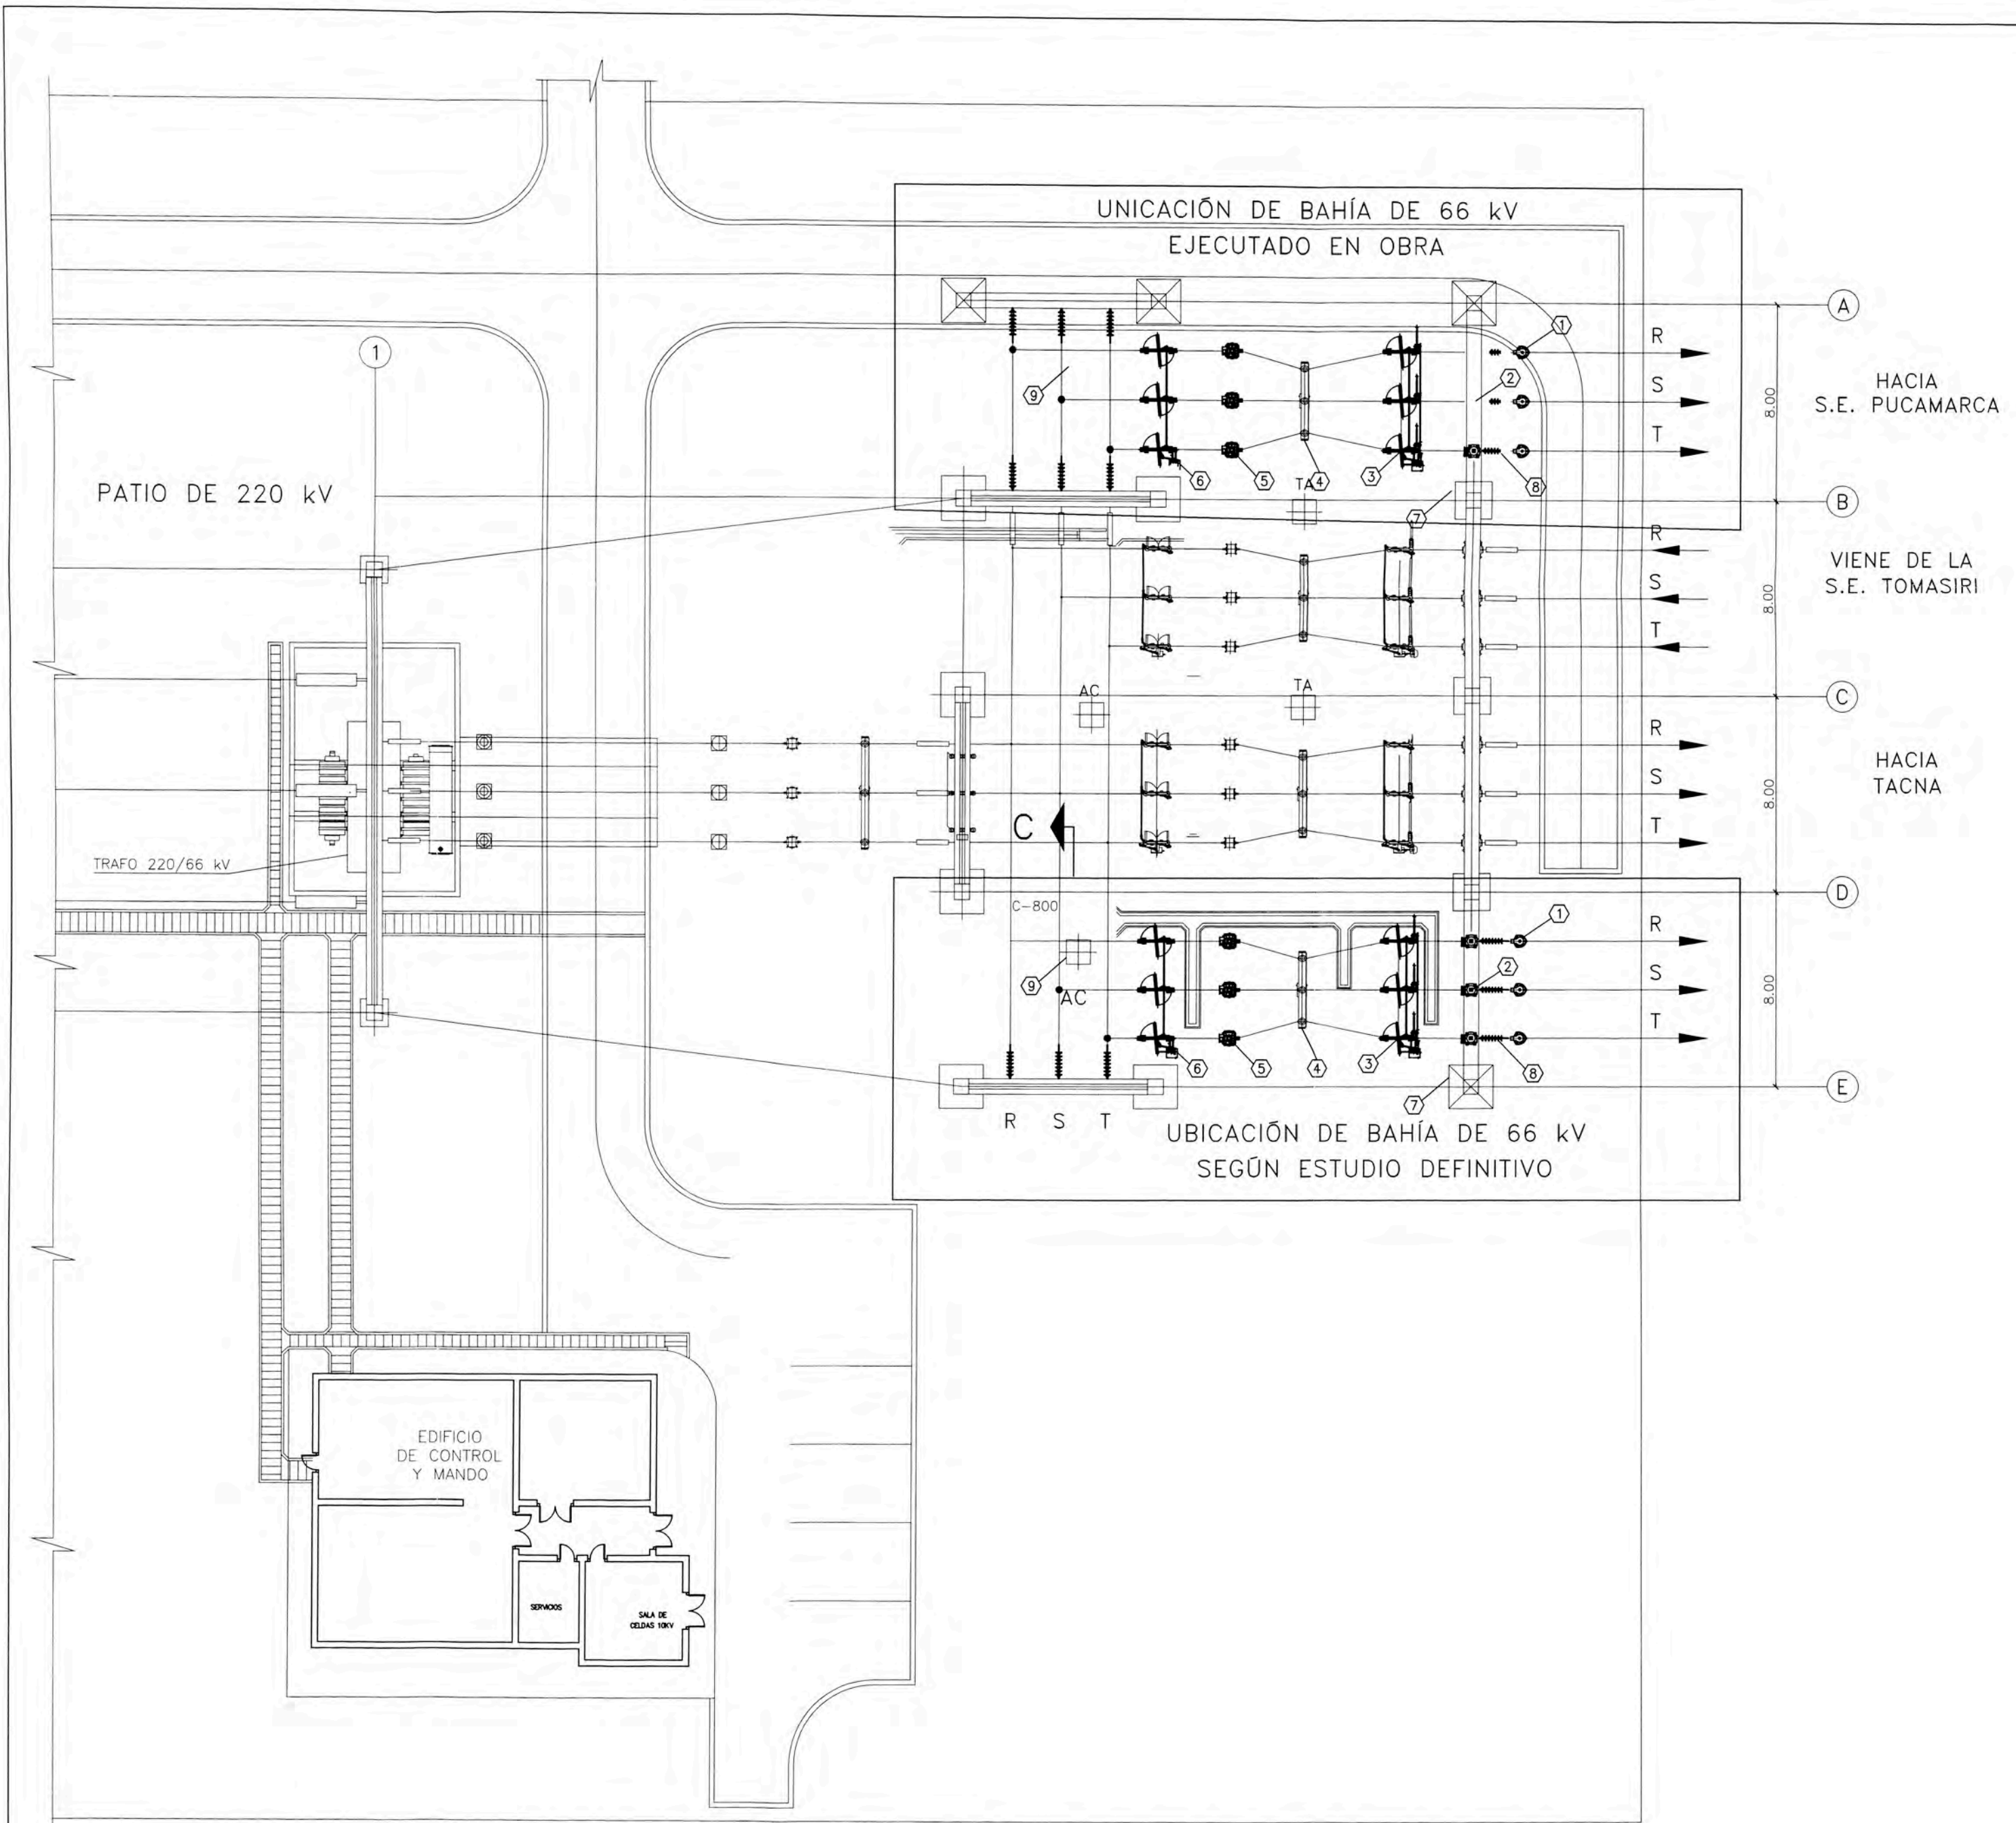 UNICACIÓN DE BAHÍA DE 66 kV
EJECUTADO EN OBRA
A
1
R
HACIA
S.E. PUCAMARCA
S
T
8.00
1
2
9
6
5
4
3
8
7
TA
PATIO DE 220 kV
1
B
R
S
T
VIENE DE LA
S.E. TOMASIRI
8.00
AC
TA
C
R
S
T
HACIA
TACNA
8.00
C
TRAFO 220/66 kV
D
C-800
R
S
T
8.00
1
2
9
AC
6
5
4
3
8
7
E
R S T
UBICACIÓN DE BAHÍA DE 66 kV
SEGÚN ESTUDIO DEFINITIVO
EDIFICIO
DE CONTROL
Y MANDO
SERVICIOS
SALA DE
CELDAS 10KV